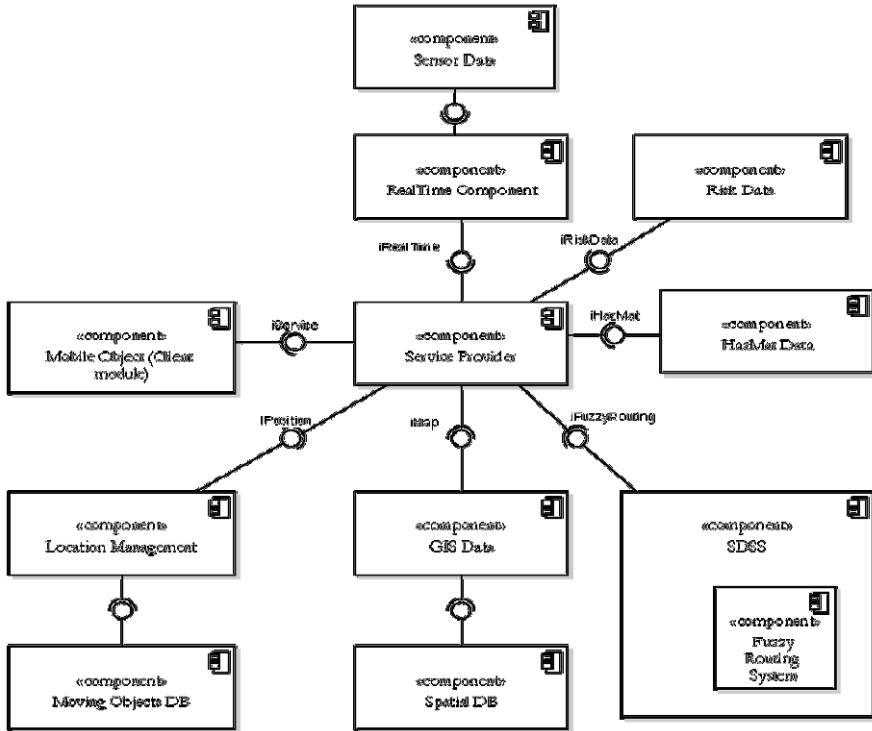 «component»
Sensor Data
«component»
RealTime Component
«component»
Risk Data
iRealTime
iRiskData
«component»
Mobile Object (Client
module)
iService
«component»
Service Provider
iHazMat
«component»
HazMat Data
iPosition
iMap
iFuzzyRouting
«component»
Location Management
«component»
GIS Data
«component»
SDSS
«component»
Fuzzy
Routing
System
«component»
Moving Objects DB
«component»
Spatial DB